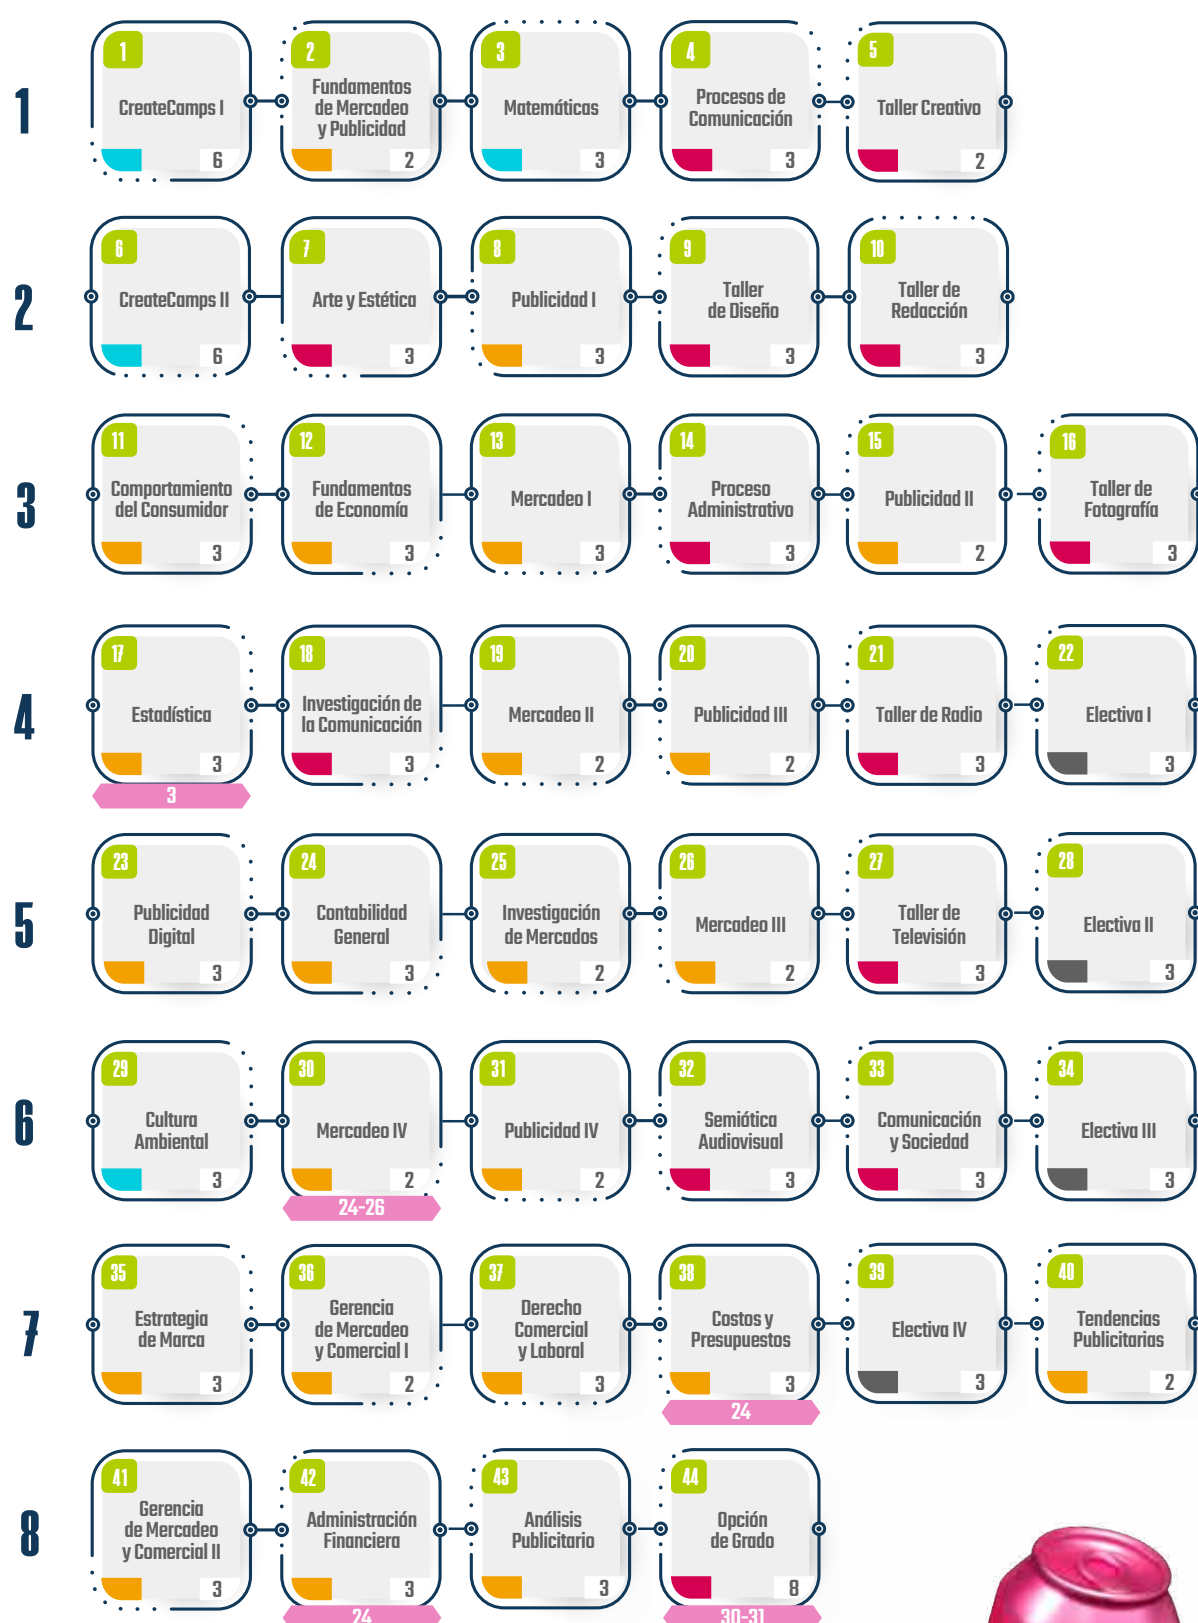 1
1
CreateCamps I
6
2
Fundamentos
de Mercadeo
y Publicidad
2
3
Matemáticas
3
4
Procesos de
Comunicación
3
5
Taller Creativo
2
2
6
CreateCamps II
6
7
Arte y Estética
3
8
Publicidad I
3
9
Taller
de Diseño
3
10
Taller de
Redacción
3
3
11
Comportamiento
del Consumidor
3
12
Fundamentos
de Economía
3
13
Mercadeo I
3
14
Proceso
Administrativo
3
15
Publicidad II
2
16
Taller de
Fotografía
3
4
17
Estadística
3
3
18
Investigación de
la Comunicación
3
19
Mercadeo II
2
20
Publicidad III
2
21
Taller de Radio
3
22
Electiva I
3
5
23
Publicidad
Digital
3
24
Contabilidad
General
3
25
Investigación
de Mercados
2
26
Mercadeo III
2
27
Taller de
Televisión
3
28
Electiva II
3
6
29
Cultura
Ambiental
3
30
Mercadeo IV
2
24-26
31
Publicidad IV
2
32
Semiótica
Audiovisual
3
33
Comunicación
y Sociedad
3
34
Electiva III
3
7
35
Estrategia
de Marca
3
36
Gerencia
de Mercadeo
y Comercial I
2
37
Derecho
Comercial
y Laboral
3
38
Costos y
Presupuestos
3
24
39
Electiva IV
3
40
Tendencias
Publicitarias
2
8
41
Gerencia
de Mercadeo
y Comercial II
3
42
Administración
Financiera
3
24
43
Análisis
Publicitario
3
44
Opción
de Grado
8
30-31